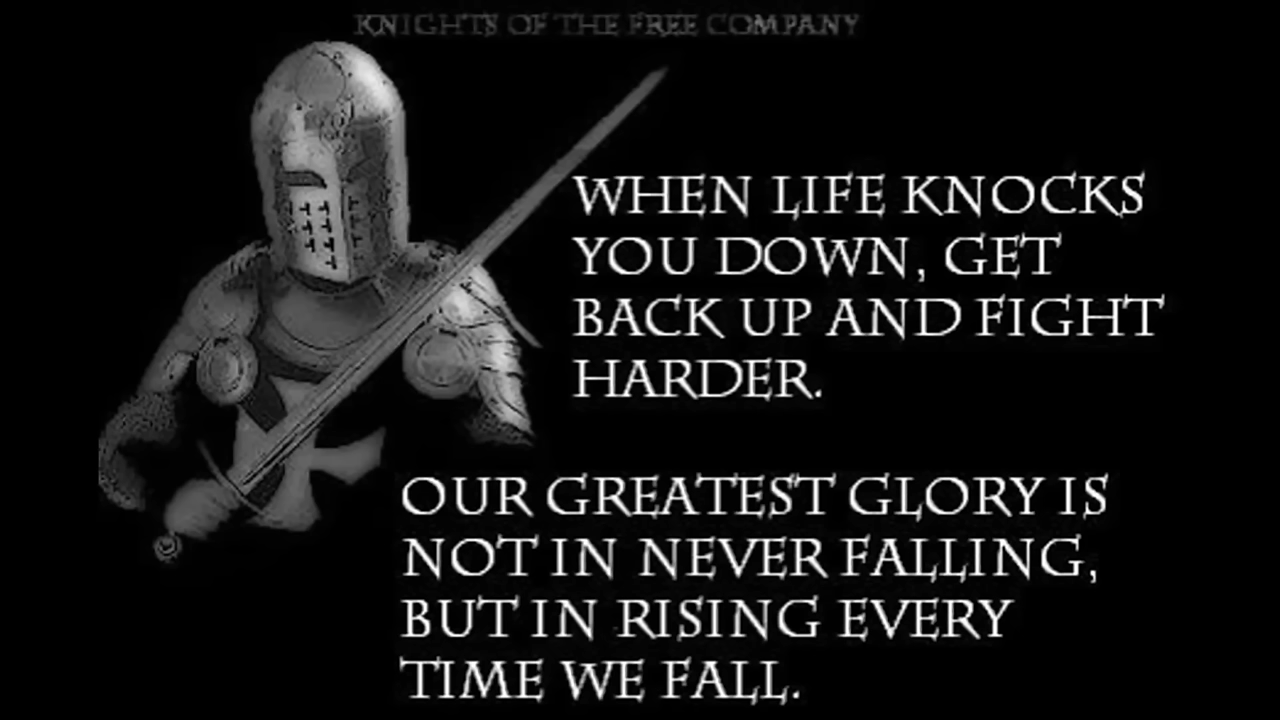 KNIGHTS OF THE FREE COMPANY
WHEN LIFE KNOCKS
YOU DOWN, GET
BACK UP AND FIGHT
HARDER.
OUR GREATEST GLORY IS
NOT IN NEVER FALLING,
BUT IN RISING EVERY
TIME WE FALL.